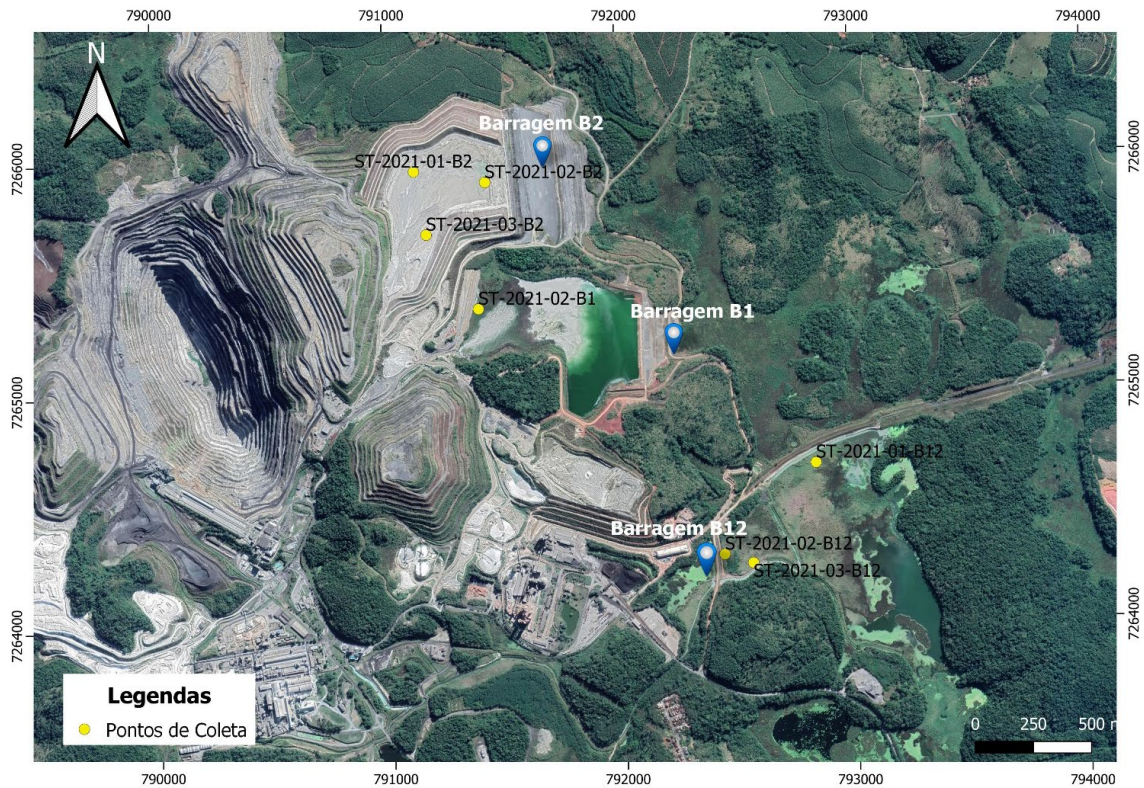 790000
791000
792000
793000
794000
N
Barragem B2
7266000
7266000
ST-2021-01-B2
ST-2021-02-B2
ST-2021-03-B2
ST-2021-02-B1
Barragem B1
7265000
7265000
ST-2021-01-B12
Barragem B12
ST-2021-02-B12
ST-2021-03-B12
7264000
7264000
Legendas
Pontos de Coleta
0 250 500 m
790000
791000
792000
793000
794000